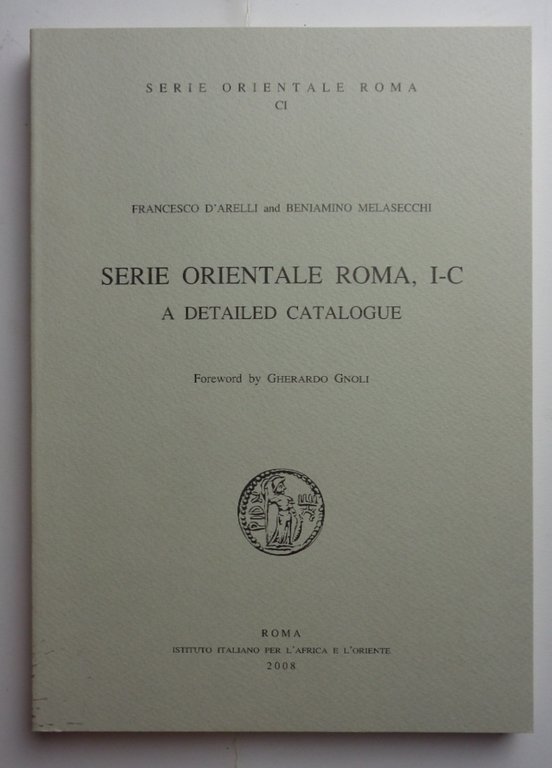 SERIE ORIENTALE ROMA
CI
FRANCESCO D'ARELLI and BENIAMINO MELASECCHI
SERIE ORIENTALE ROMA, I-C
A DETAILED CATALOGUE
Foreword by GHERARDO GNOLI
ROMA
ISTITUTO ITALIANO PER L'AFRICA E L'ORIENTE
2008